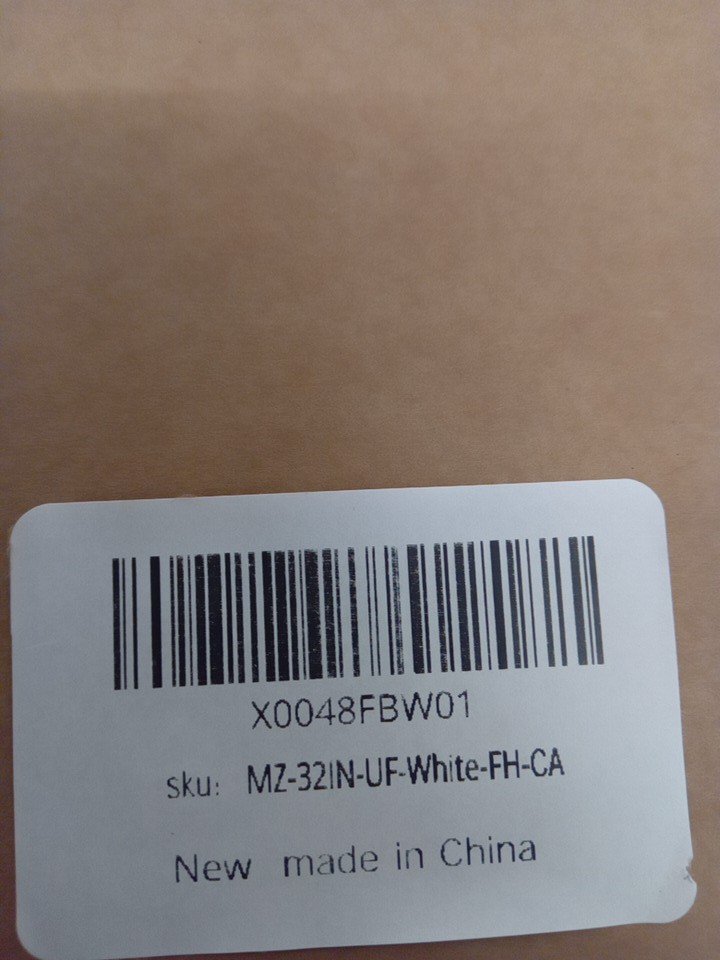 X0048FBW01
sku: MZ-32IN-UF-White-FH-CA
New made in China